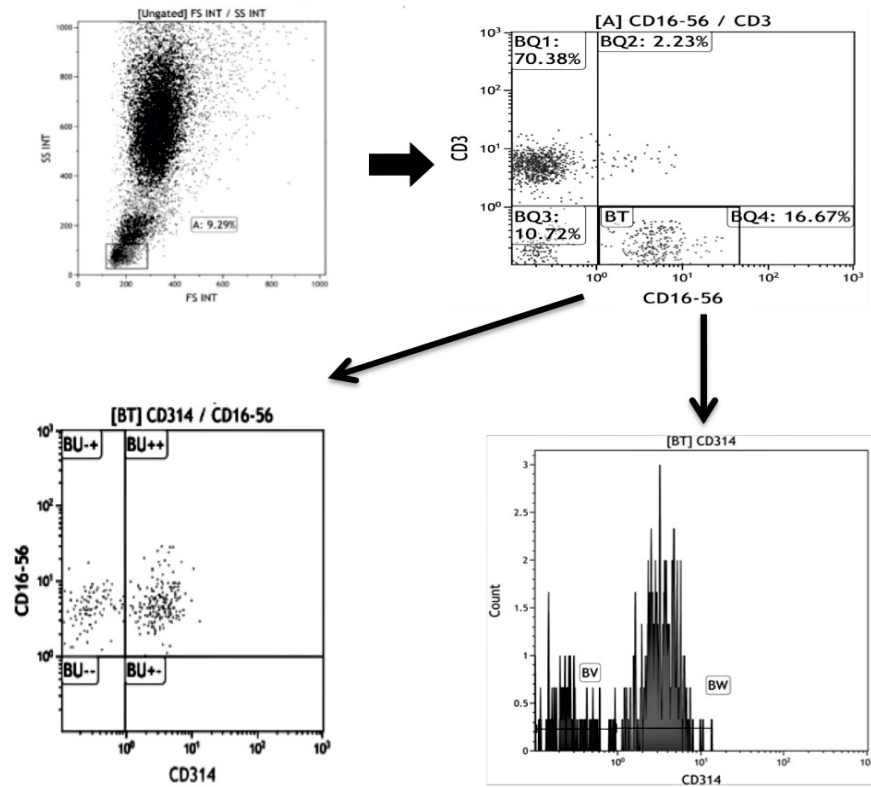 [Ungated] FS INT / SS INT
1000
800
600
400
200
0
SS INT
A: 9.29%
0 200 400 600 800 1000
FS INT
[A] CD16-56 / CD3
10³
10²
10¹
10⁰
CD3
BQ1: 70.38%
BQ2: 2.23%
BQ3: 10.72%
BT
BQ4: 16.67%
10⁰ 10¹ 10² 10³
CD16-56
[BT] CD314 / CD16-56
10³
10²
10¹
10⁰
CD16-56
BU-+
BU++
BU--
BU+-
10⁰ 10¹ 10² 10³
CD314
[BT] CD314
3
2.5
2
1.5
1
0.5
0
Count
BV
BW
10⁰ 10¹ 10² 10³
CD314